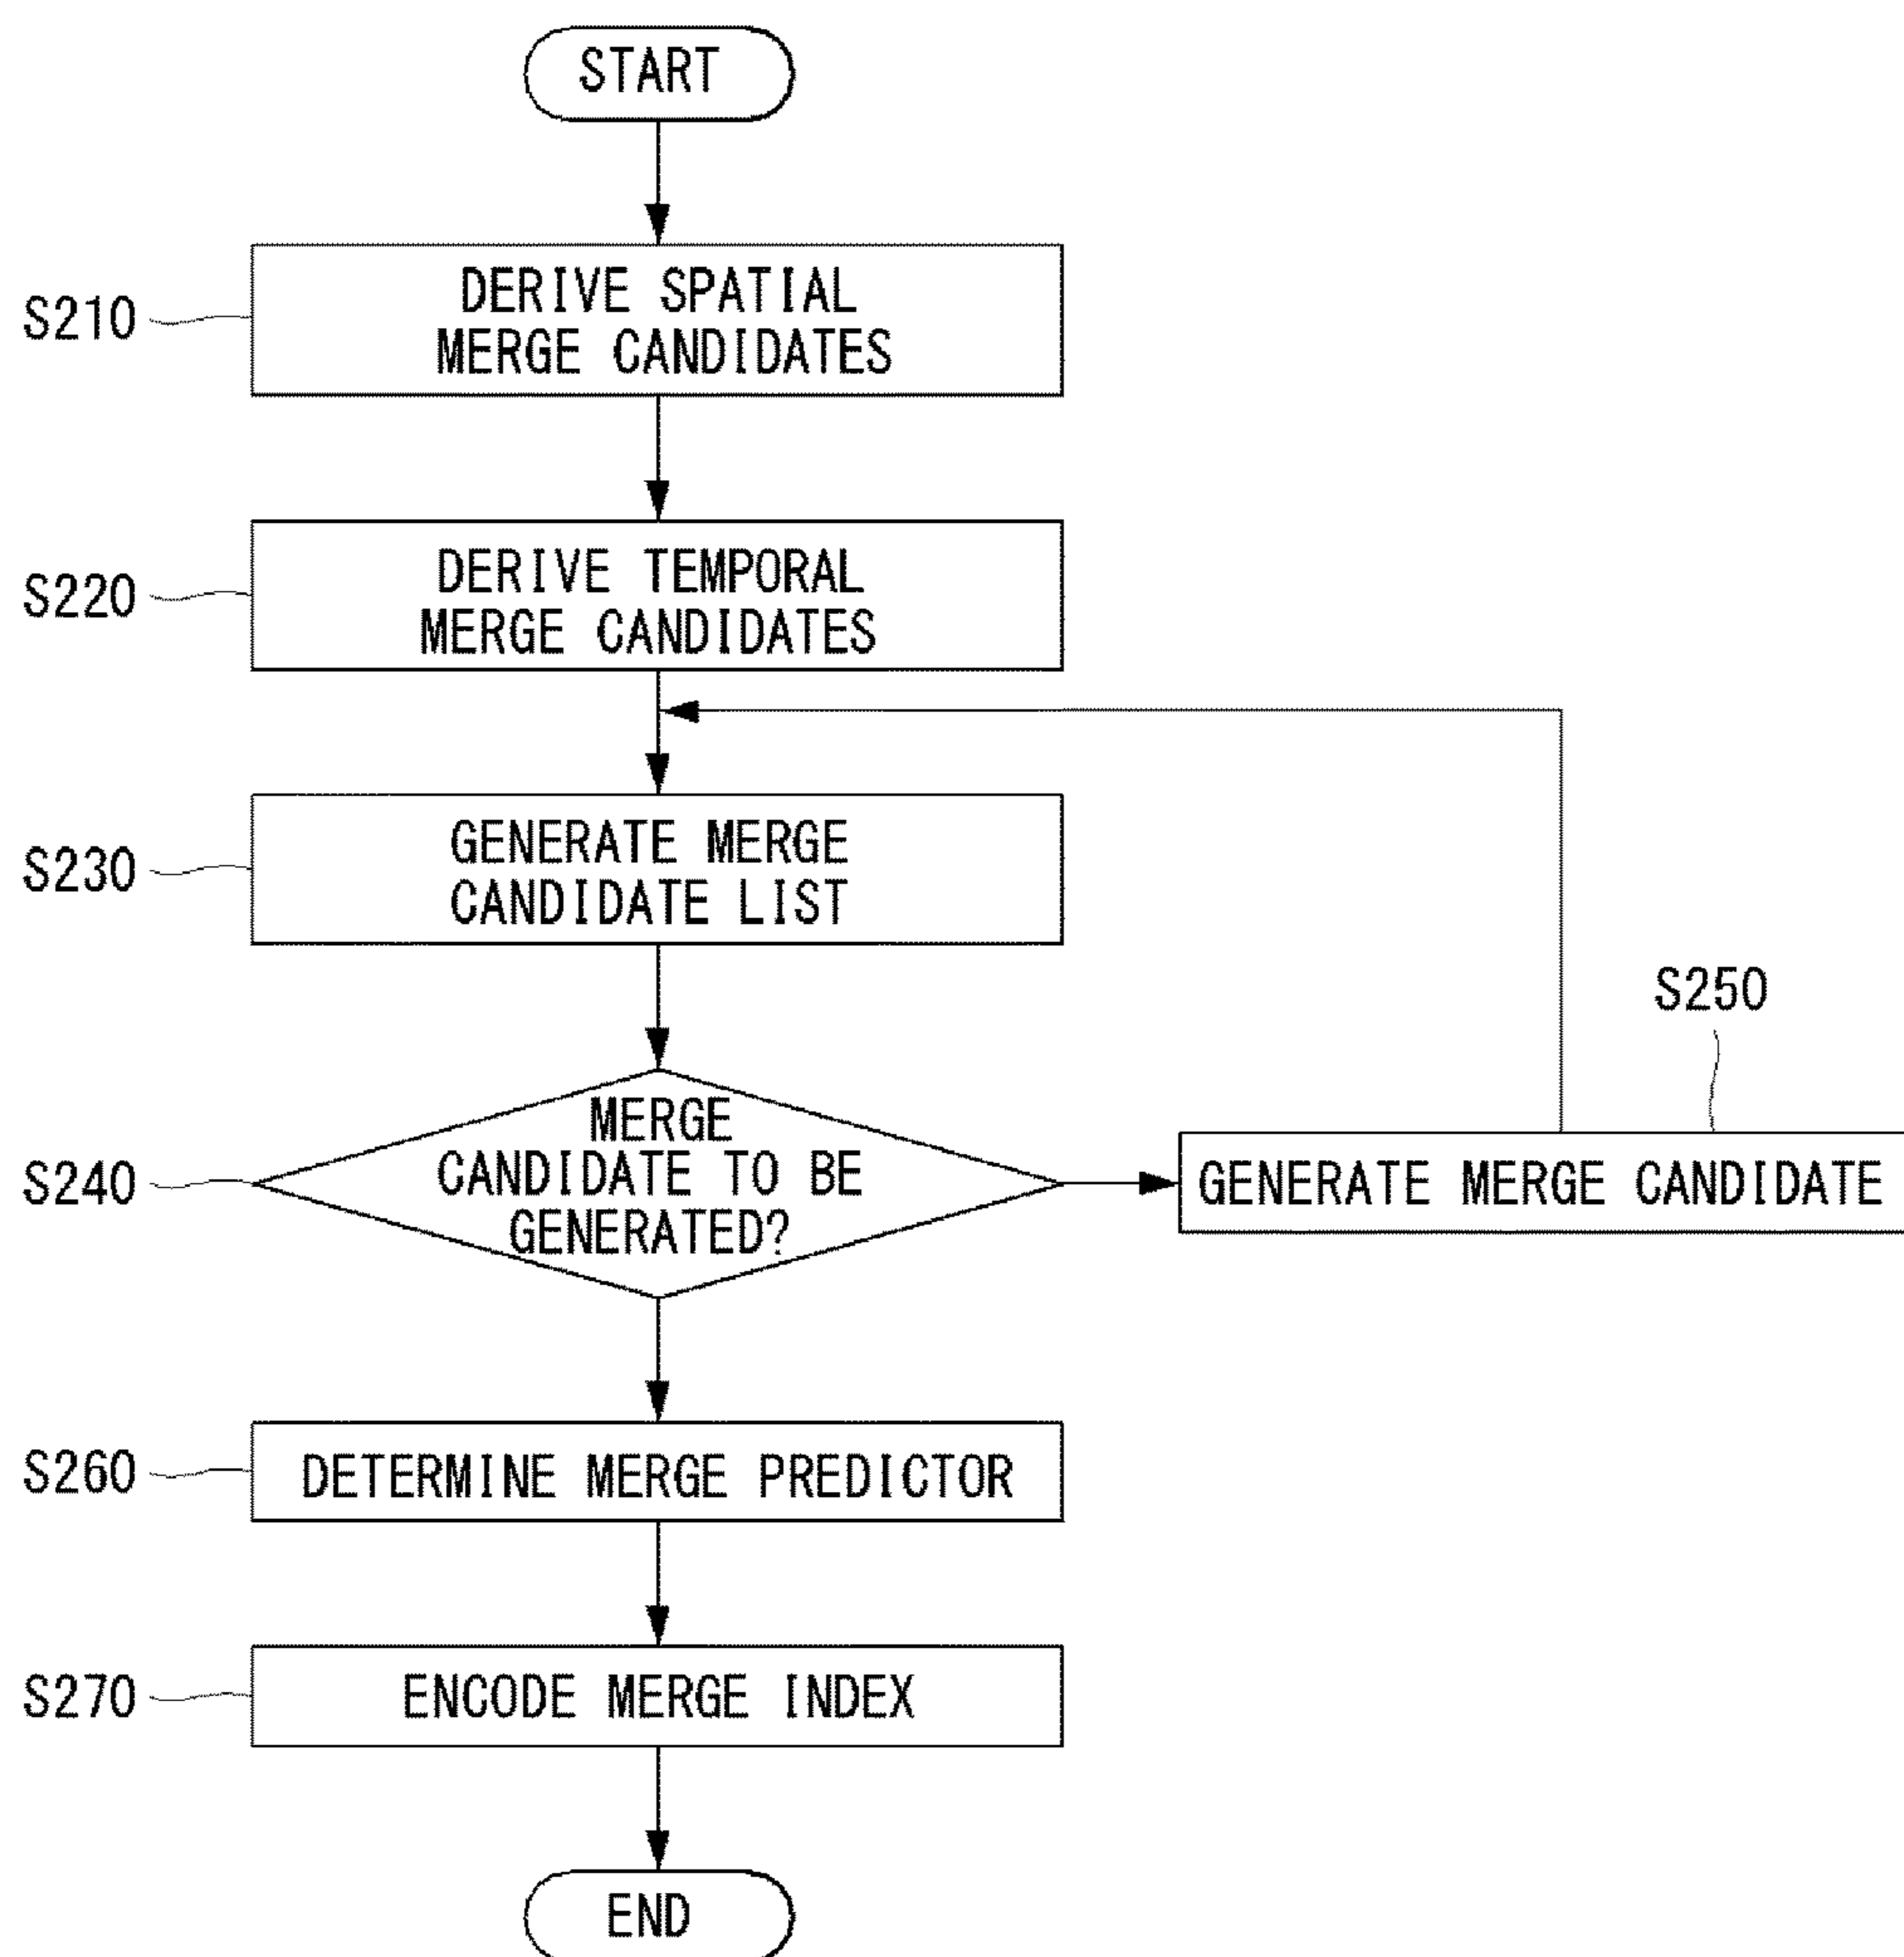 START
S210
DERIVE SPATIAL
MERGE CANDIDATES
S220
DERIVE TEMPORAL
MERGE CANDIDATES
S230
GENERATE MERGE
CANDIDATE LIST
S240
MERGE
CANDIDATE TO BE
GENERATED?
S250
GENERATE MERGE CANDIDATE
S260
DETERMINE MERGE PREDICTOR
S270
ENCODE MERGE INDEX
END